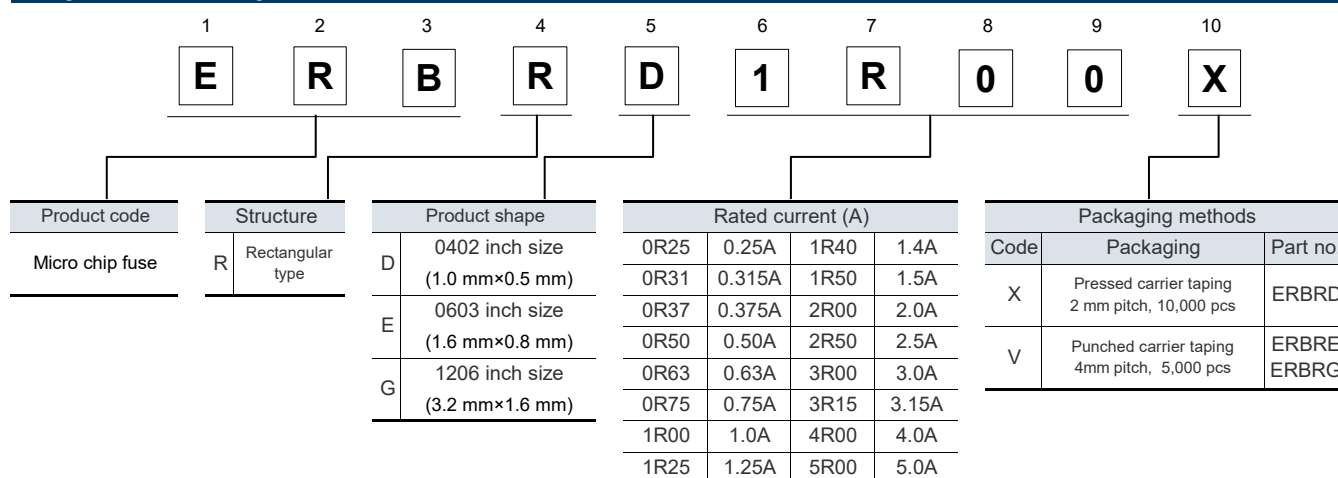 1 2 3 4 5 6 7 8 9 10
E R B R D 1 R 0 0 X
Product code
Micro chip fuse
Structure
R Rectangular
type
Product shape
D 0402 inch size
(1.0 mm×0.5 mm)
E 0603 inch size
(1.6 mm×0.8 mm)
G 1206 inch size
(3.2 mm×1.6 mm)
Rated current (A)
0R25 0.25A 1R40 1.4A
0R31 0.315A 1R50 1.5A
0R37 0.375A 2R00 2.0A
0R50 0.50A 2R50 2.5A
0R63 0.63A 3R00 3.0A
0R75 0.75A 3R15 3.15A
1R00 1.0A 4R00 4.0A
1R25 1.25A 5R00 5.0A
Packaging methods
Code Packaging Part no
X Pressed carrier taping
2 mm pitch, 10,000 pcs
ERBRD
V Punched carrier taping
4mm pitch, 5,000 pcs
ERBRE
ERBRG